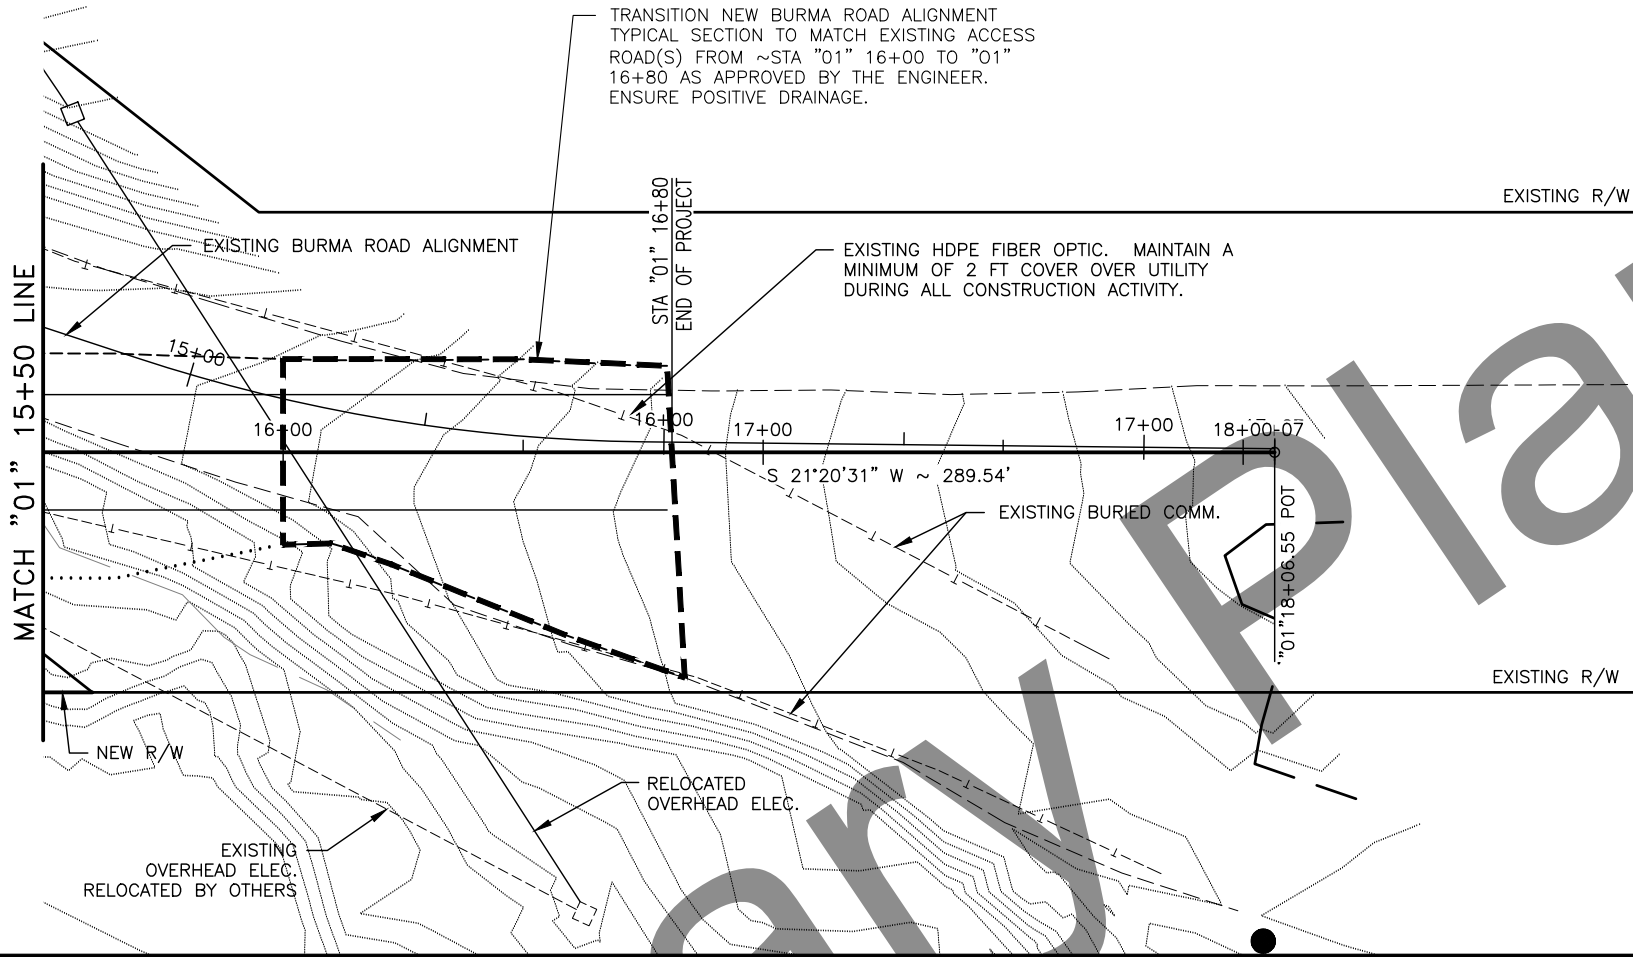 TRANSITION NEW BURMA ROAD ALIGNMENT
TYPICAL SECTION TO MATCH EXISTING ACCESS
ROAD(S) FROM ~STA "01" 16+00 TO "01"
16+80 AS APPROVED BY THE ENGINEER.
ENSURE POSITIVE DRAINAGE.
EXISTING R/W
STA "01" 16+80
END OF PROJECT
EXISTING BURMA ROAD ALIGNMENT
EXISTING HDPE FIBER OPTIC. MAINTAIN A
MINIMUM OF 2 FT COVER OVER UTILITY
DURING ALL CONSTRUCTION ACTIVITY.
MATCH "01" 15+50 LINE
15+00
16+00
16+00
17+00
17+00
18+00
S 21°20'31" W ~ 289.54'
EXISTING BURIED COMM.
"01"18+06.55 POT
EXISTING R/W
NEW R/W
RELOCATED
OVERHEAD ELEC.
EXISTING
OVERHEAD ELEC.
RELOCATED BY OTHERS
ary Pla